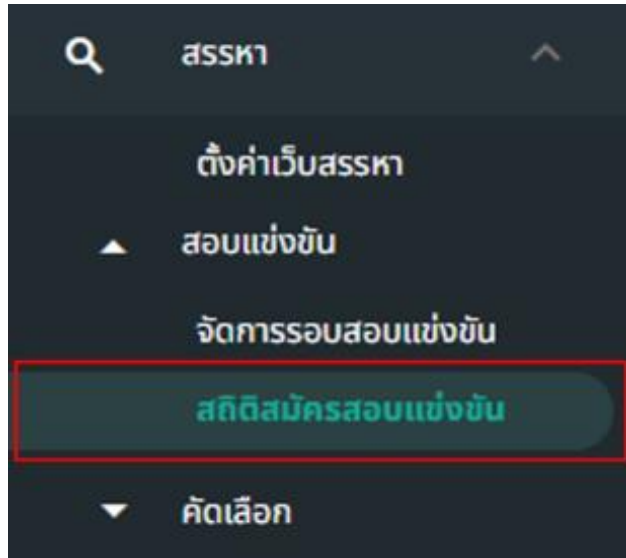 สรรหา
ตั้งค่าเว็บสรรหา
สอบแข่งขัน
จัดการรอบสอบแข่งขัน
สถิติสมัครสอบแข่งขัน
คัดเลือก